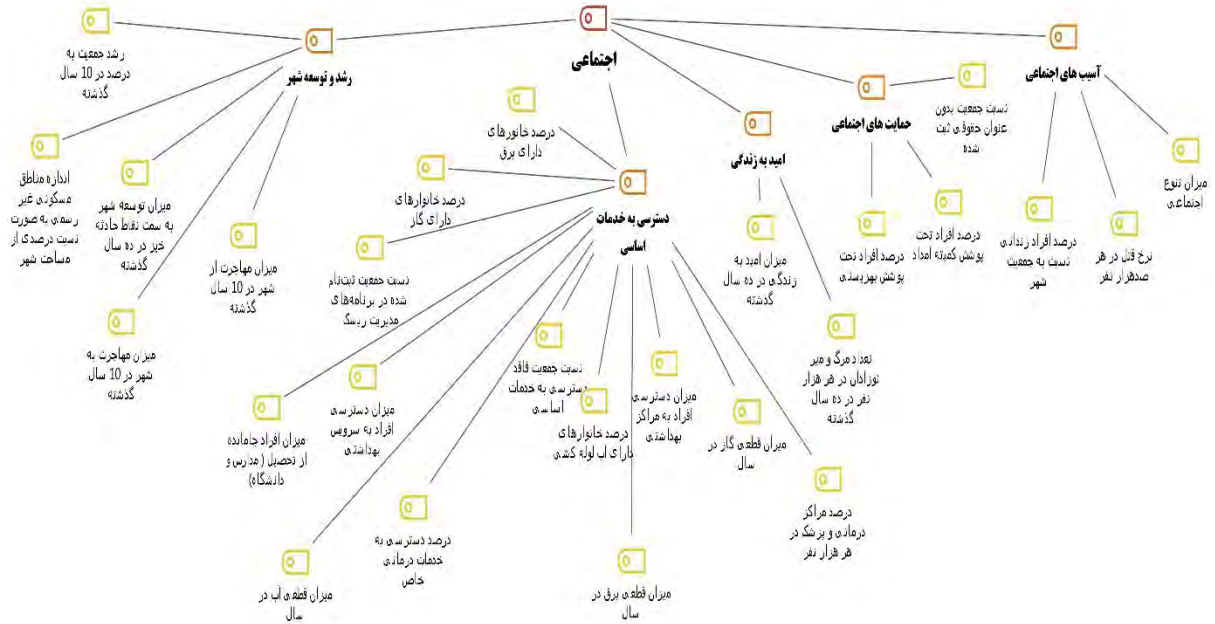 اجتماعی
آسیب های اجتماعی
میزان تنوع
اجتماعی
نرخ قتل در هر
صدهزار نفر
درصد افراد زندانی
نسبت به جمعیت
شهر
حمایت های اجتماعی
نسبت جمعیت بدون
عنوان حقوقی ثبت
شده
درصد افراد تحت
پوشش کمیته امداد
درصد افراد تحت
پوشش بهزیستی
امید به زندگی
میزان امید به
زندگی در ده سال
گذشته
تعداد مرگ و میر
نوزادان در هر هزار
نفر در ده سال
گذشته
دسترسی به خدمات
اساسی
درصد خانورهای
دارای برق
درصد خانوارهای
دارای گاز
نسبت جمعیت ثبت‌نام
شده در برنامه‌های
مدیریت ریسک
میزان افراد جامانده
از تحصیل ( مدارس و
دانشگاه)
میزان دسترسی
افراد به سرویس
بهداشتی
میزان قطعی آب در
سال
درصد دسترسی به
خدمات درمانی
خاص
نسبت جمعیت فاقد
دسترسی به خدمات
اساسی
درصد خانوارهای
دارای آب لوله کشی
میزان قطعی برق در
سال
میزان دسترسی
افراد به مراکز
بهداشتی
میزان قطعی گاز در
سال
درصد مراکز
درمانی و پزشک در
هر هزار نفر
رشد و توسعه شهر
رشد جمعیت به
درصد در 10 سال
گذشته
اندازه مناطق
مسکونی غیر
رسمی به صورت
نسبت درصدی از
مساحت شهر
میزان توسعه شهر
به سمت نقاط حادثه
خیز در ده سال
گذشته
میزان مهاجرت به
شهر در 10 سال
گذشته
میزان مهاجرت از
شهر در 10 سال
گذشته